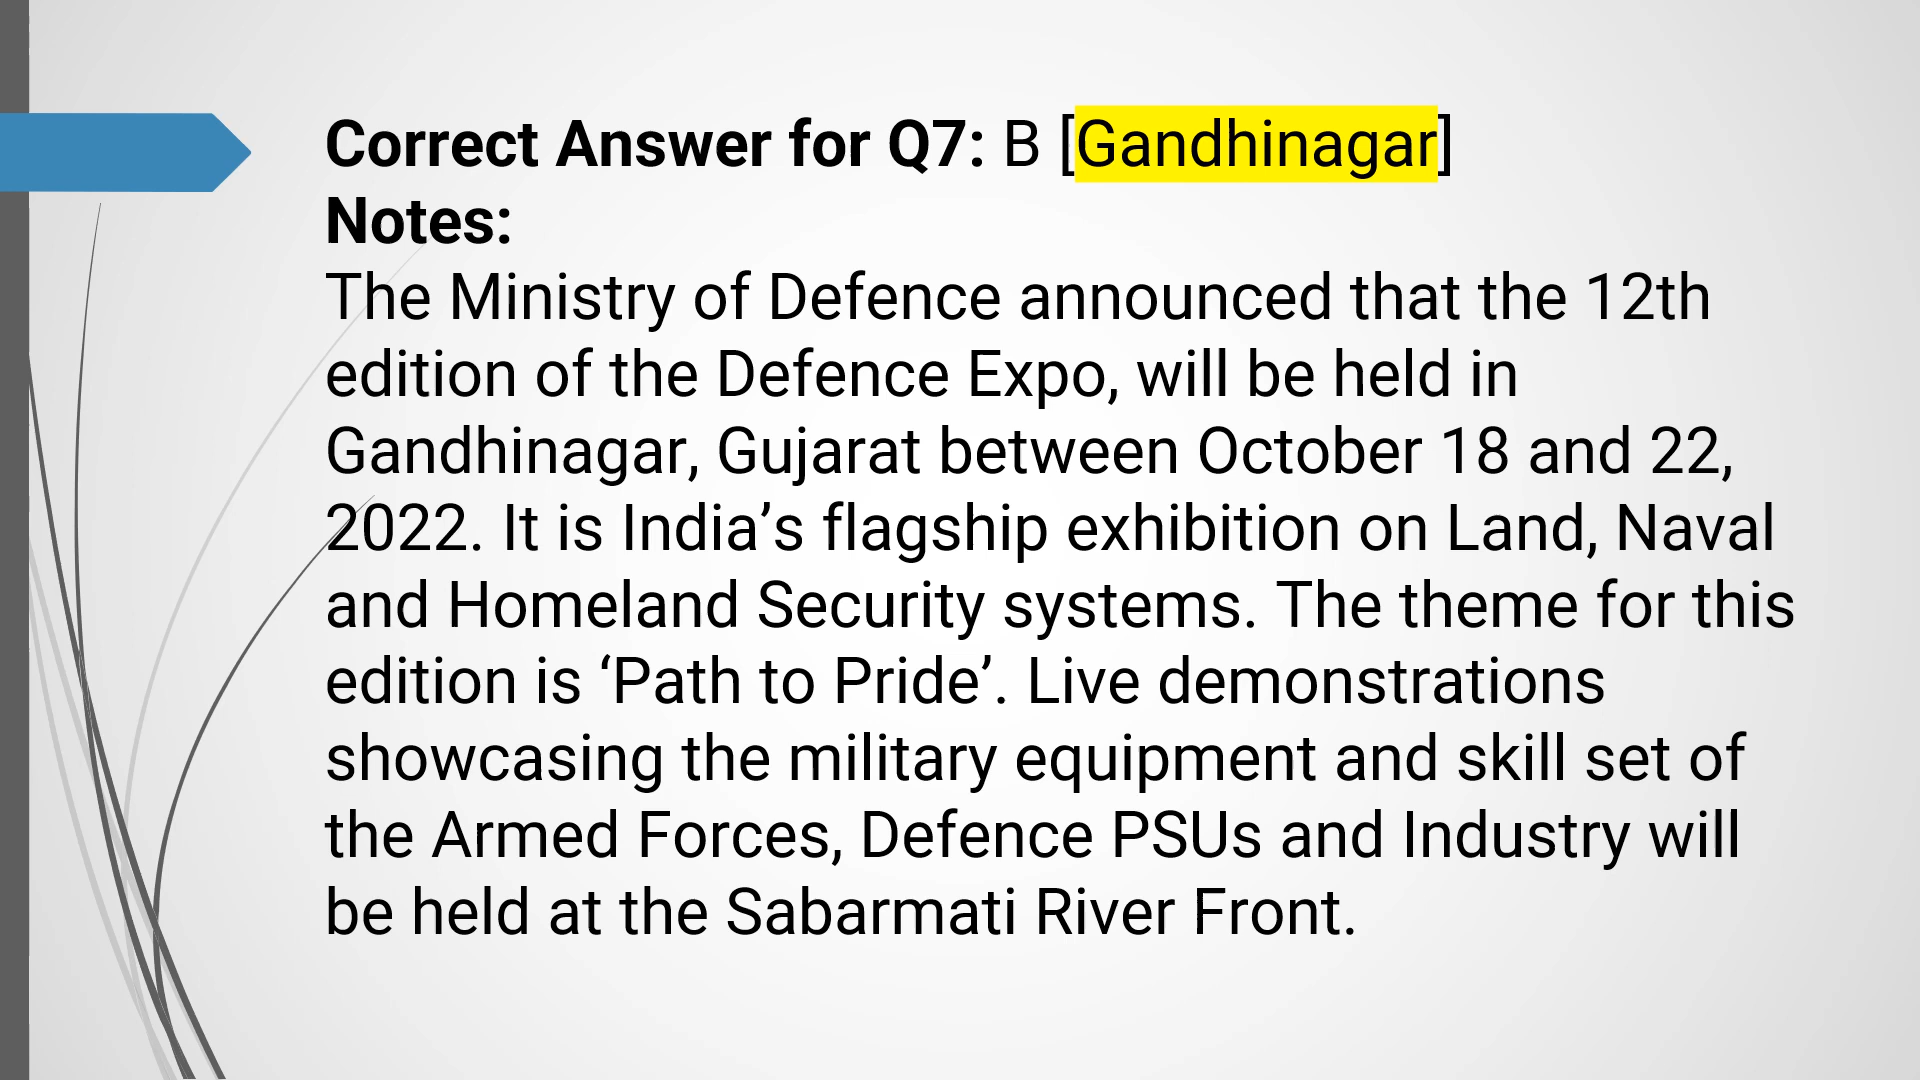 Correct Answer for Q7: B [Gandhinagar]
Notes:
The Ministry of Defence announced that the 12th
edition of the Defence Expo, will be held in
Gandhinagar, Gujarat between October 18 and 22,
2022. It is India’s flagship exhibition on Land, Naval
and Homeland Security systems. The theme for this
edition is ‘Path to Pride’. Live demonstrations
showcasing the military equipment and skill set of
the Armed Forces, Defence PSUs and Industry will
be held at the Sabarmati River Front.